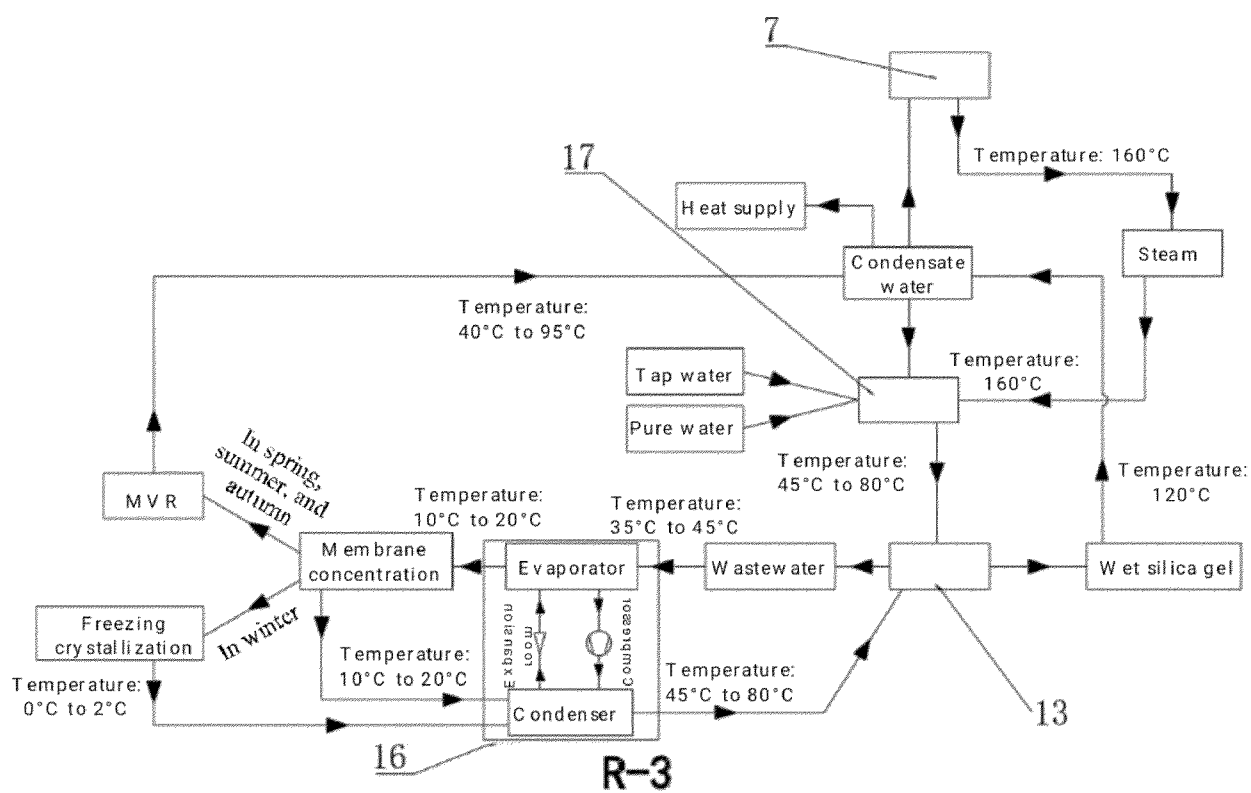 7
Temperature: 160°C
17
Heat supply
Steam
Condensate
water
Temperature:
40°C to 95°C
Temperature:
160°C
Tap water
Pure water
In spring,
summer, and
autumn
Temperature:
45°C to 80°C
Temperature:
120°C
MVR
Temperature:
10°C to 20°C
Temperature:
35°C to 45°C
Membrane
concentration
Evaporator
Wastewater
Wet silica gel
Freezing
crystallization
In winter
Expansion
room
Compressor
Temperature:
10°C to 20°C
Temperature:
45°C to 80°C
Temperature:
0°C to 2°C
Condenser
13
16
R-3